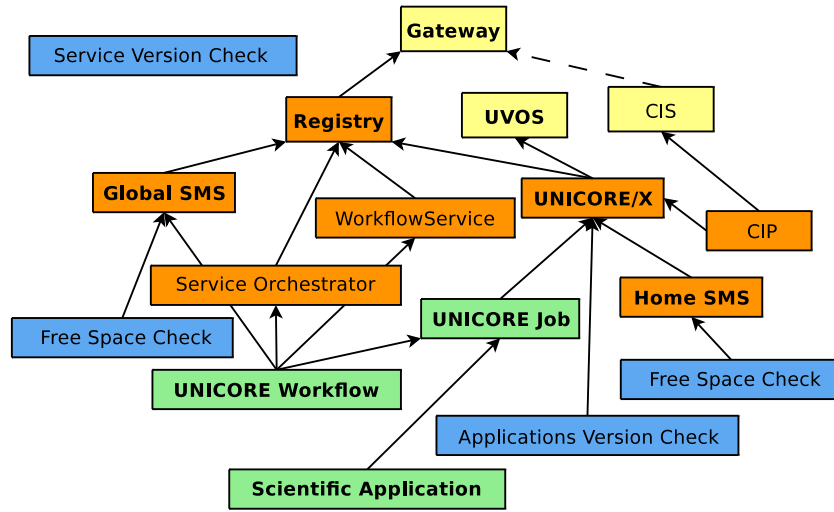 Gateway
Service Version Check
CIS
UVOS
Registry
Global SMS
UNICORE/X
WorkflowService
CIP
Service Orchestrator
Home SMS
UNICORE Job
Free Space Check
Free Space Check
UNICORE Workflow
Applications Version Check
Scientific Application